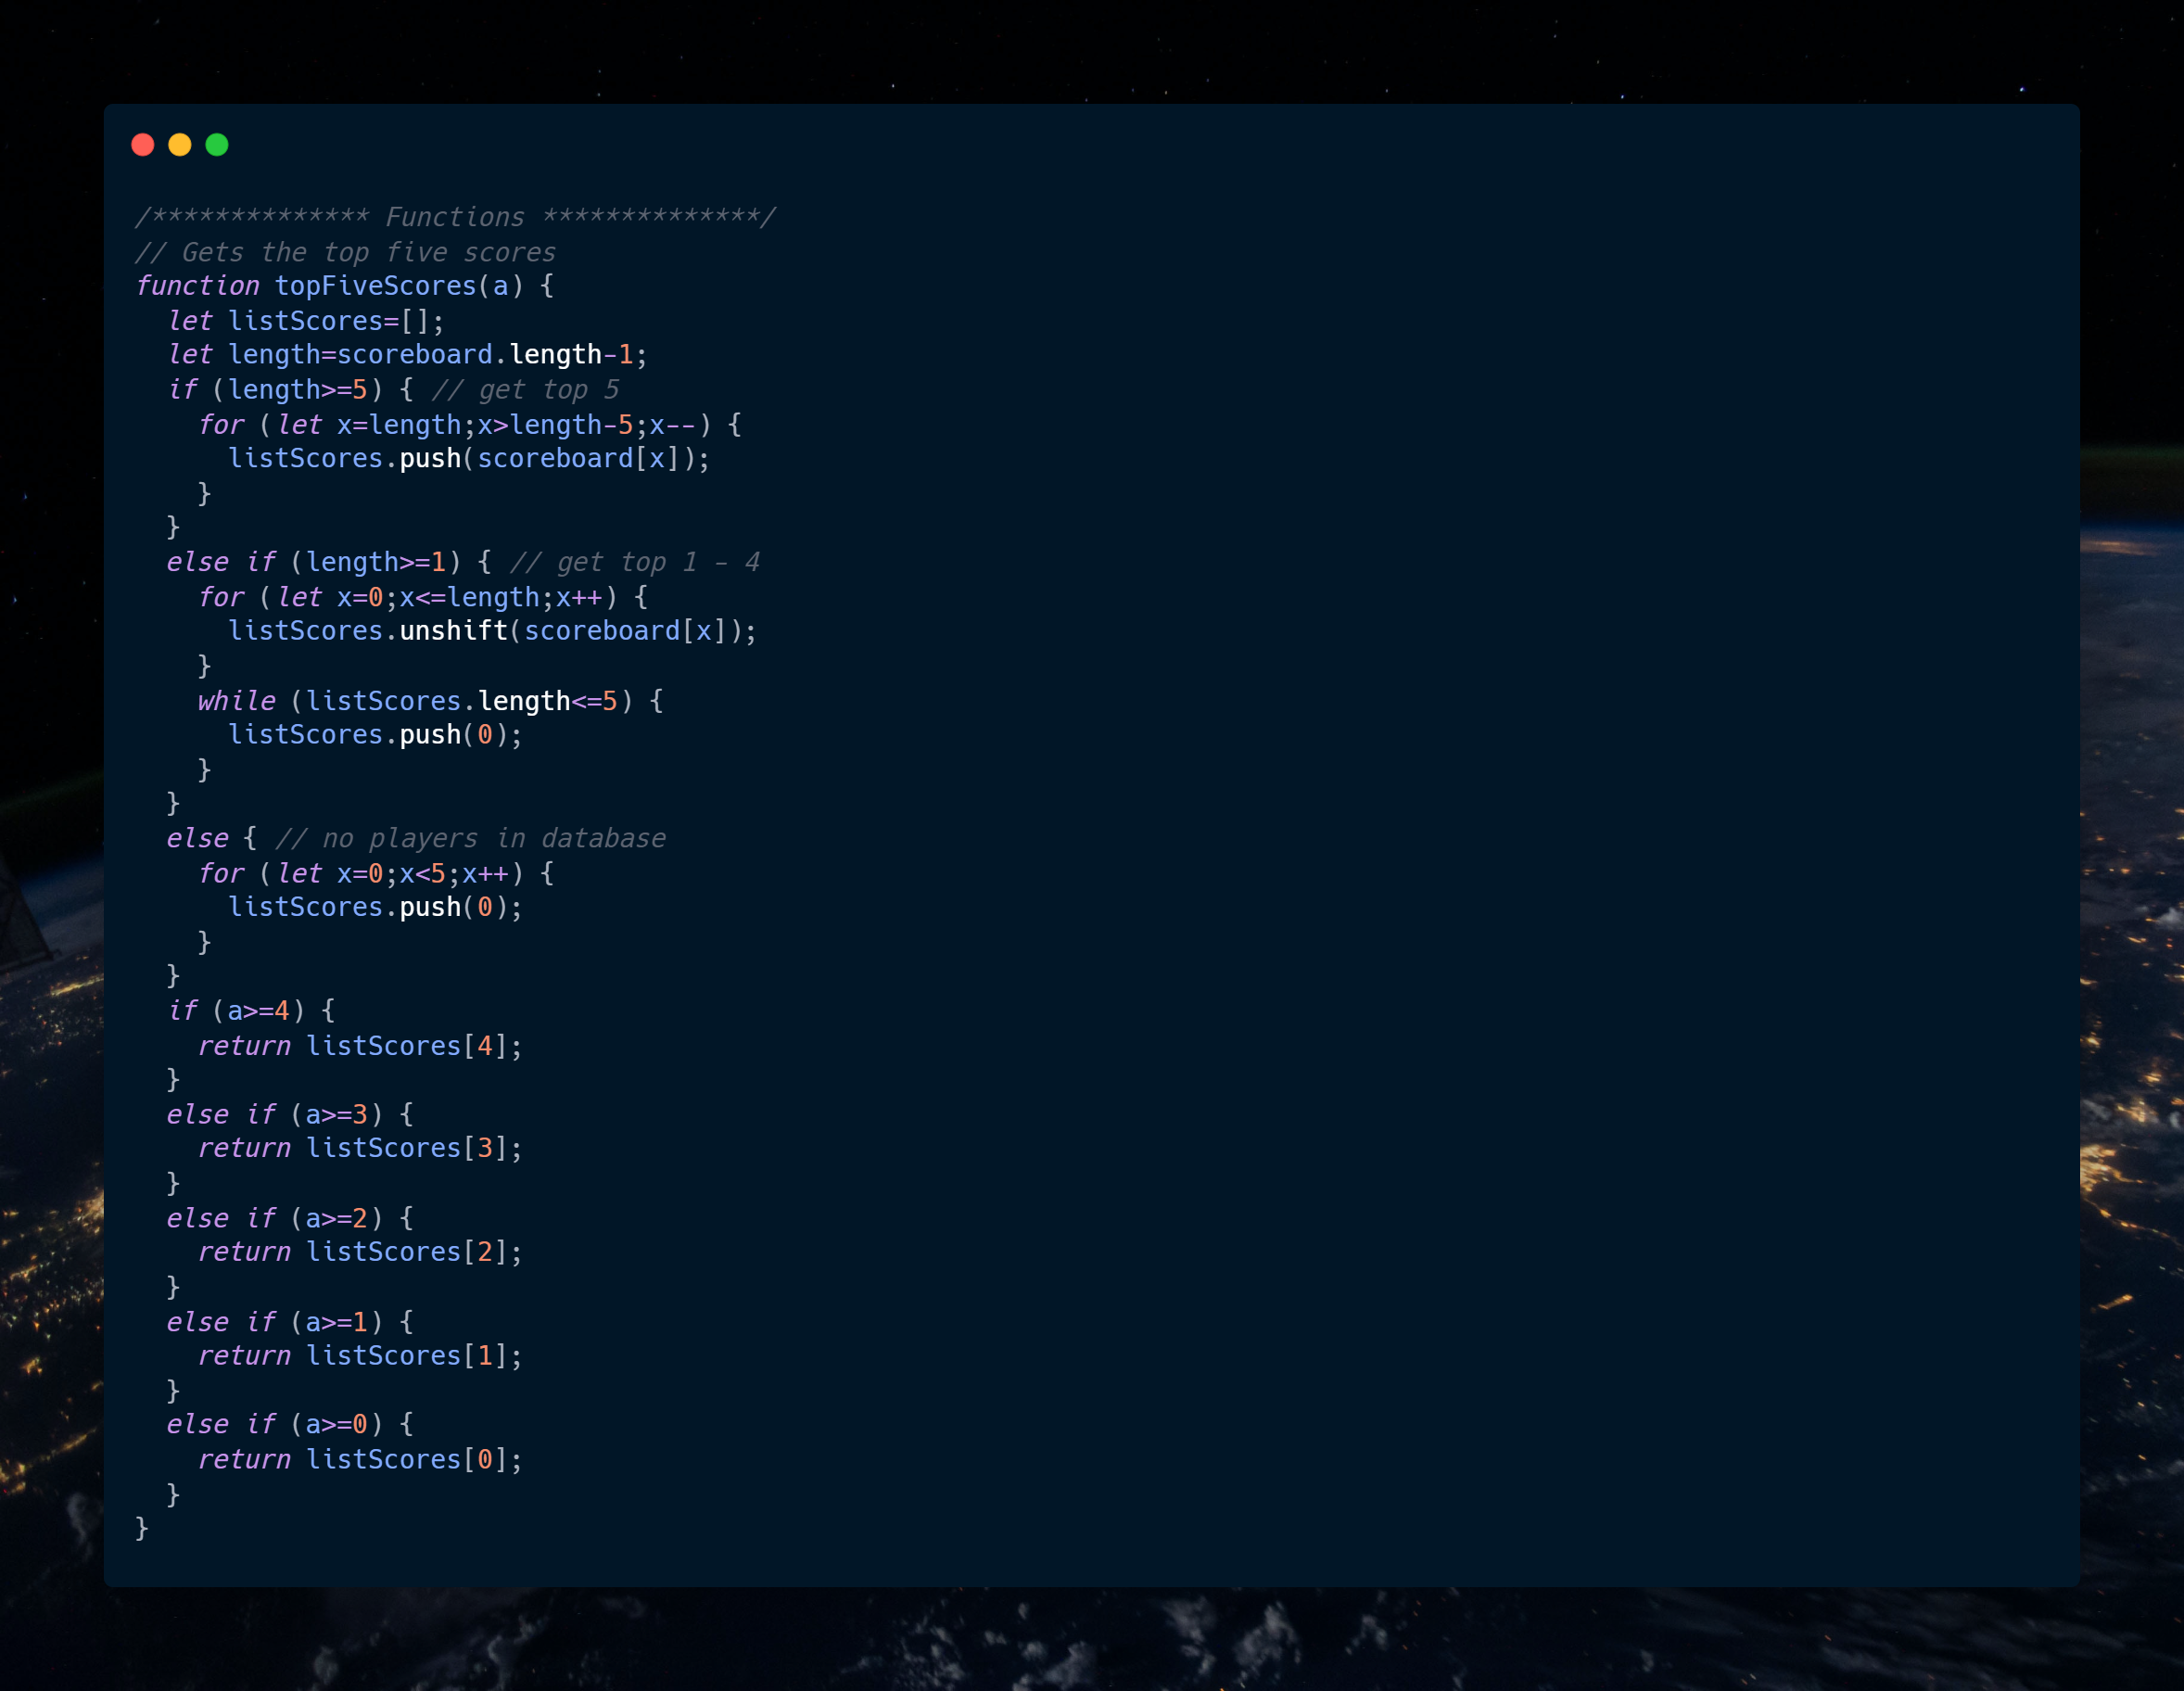 /************** Functions **************/
// Gets the top five scores
function topFiveScores(a) {
  let listScores=[];
  let length=scoreboard.length-1;
  if (length>=5) { // get top 5
    for (let x=length;x>length-5;x--) {
      listScores.push(scoreboard[x]);
    }
  }
  else if (length>=1) { // get top 1 - 4
    for (let x=0;x<=length;x++) {
      listScores.unshift(scoreboard[x]);
    }
    while (listScores.length<=5) {
      listScores.push(0);
    }
  }
  else { // no players in database
    for (let x=0;x<5;x++) {
      listScores.push(0);
    }
  }
  if (a>=4) {
    return listScores[4];
  }
  else if (a>=3) {
    return listScores[3];
  }
  else if (a>=2) {
    return listScores[2];
  }
  else if (a>=1) {
    return listScores[1];
  }
  else if (a>=0) {
    return listScores[0];
  }
}